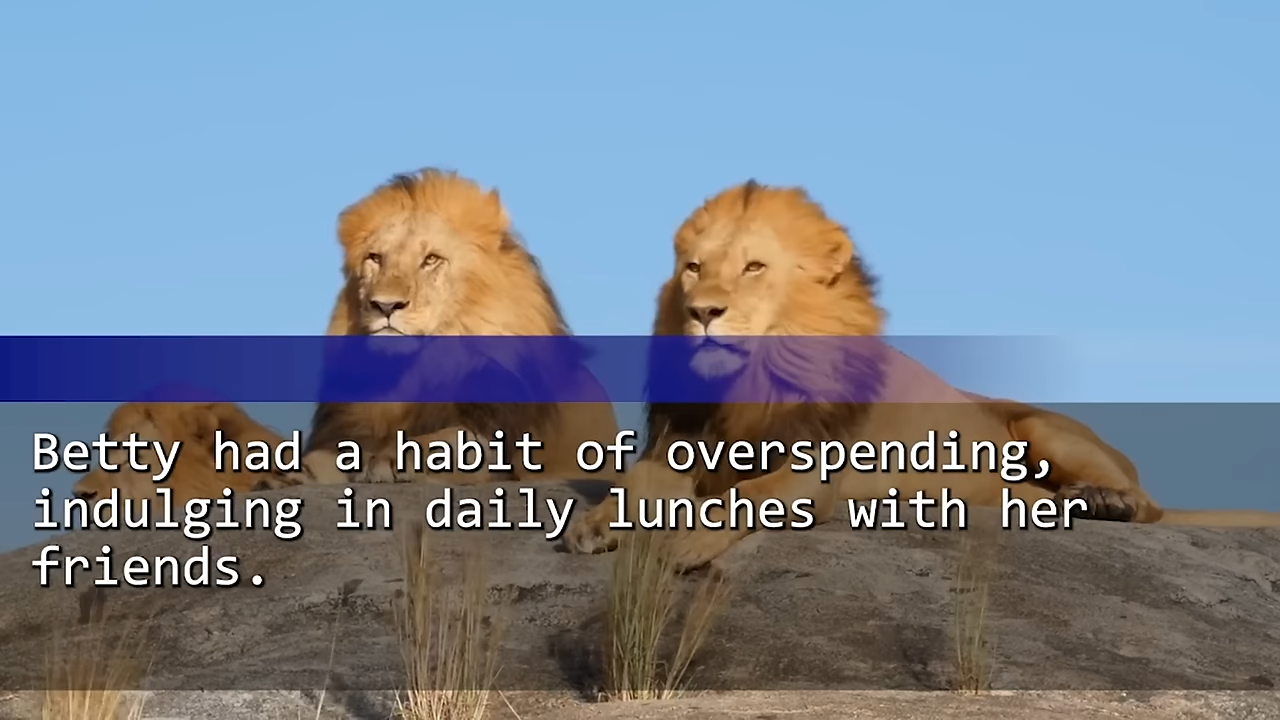 Betty had a habit of overspending,
indulging in daily lunches with her
friends.